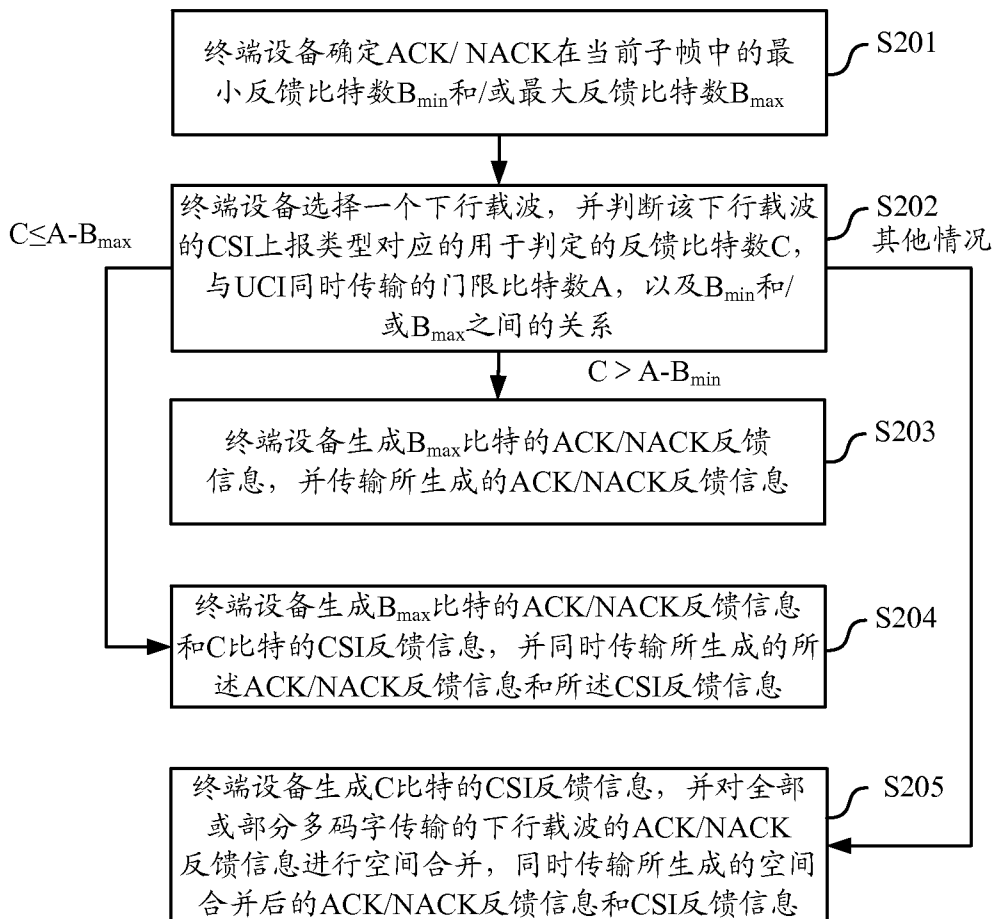 终端设备确定ACK/ NACK在当前子帧中的最
小反馈比特数Bmin和/或最大反馈比特数Bmax
S201
终端设备选择一个下行载波，并判断该下行载波
的CSI上报类型对应的用于判定的反馈比特数C，
与UCI同时传输的门限比特数A，以及Bmin和/
或Bmax之间的关系
S202
其他情况
C≤A-Bmax
C > A-Bmin
终端设备生成Bmax比特的ACK/NACK反馈
信息，并传输所生成的ACK/NACK反馈信息
S203
终端设备生成Bmax比特的ACK/NACK反馈信息
和C比特的CSI反馈信息，并同时传输所生成的所
述ACK/NACK反馈信息和所述CSI反馈信息
S204
终端设备生成C比特的CSI反馈信息，并对全部
或部分多码字传输的下行载波的ACK/NACK
反馈信息进行空间合并，同时传输所生成的空间
合并后的ACK/NACK反馈信息和CSI反馈信息
S205